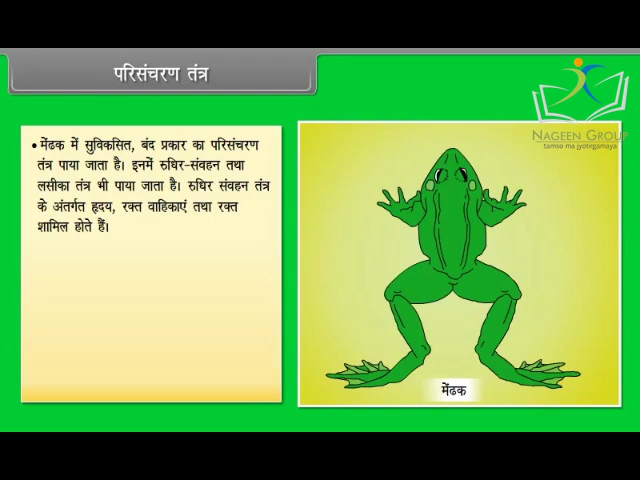 परिसंचरण तंत्र
NAGEEN GROUP
tamso ma jyotirgamaya
• मेंढक में सुविकसित, बंद प्रकार का परिसंचरण
तंत्र पाया जाता है। इनमें रुधिर-संवहन तथा
लसीका तंत्र भी पाया जाता है। रुधिर संवहन तंत्र
के अंतर्गत हृदय, रक्त वाहिकाएं तथा रक्त
शामिल होते हैं।
मेंढक